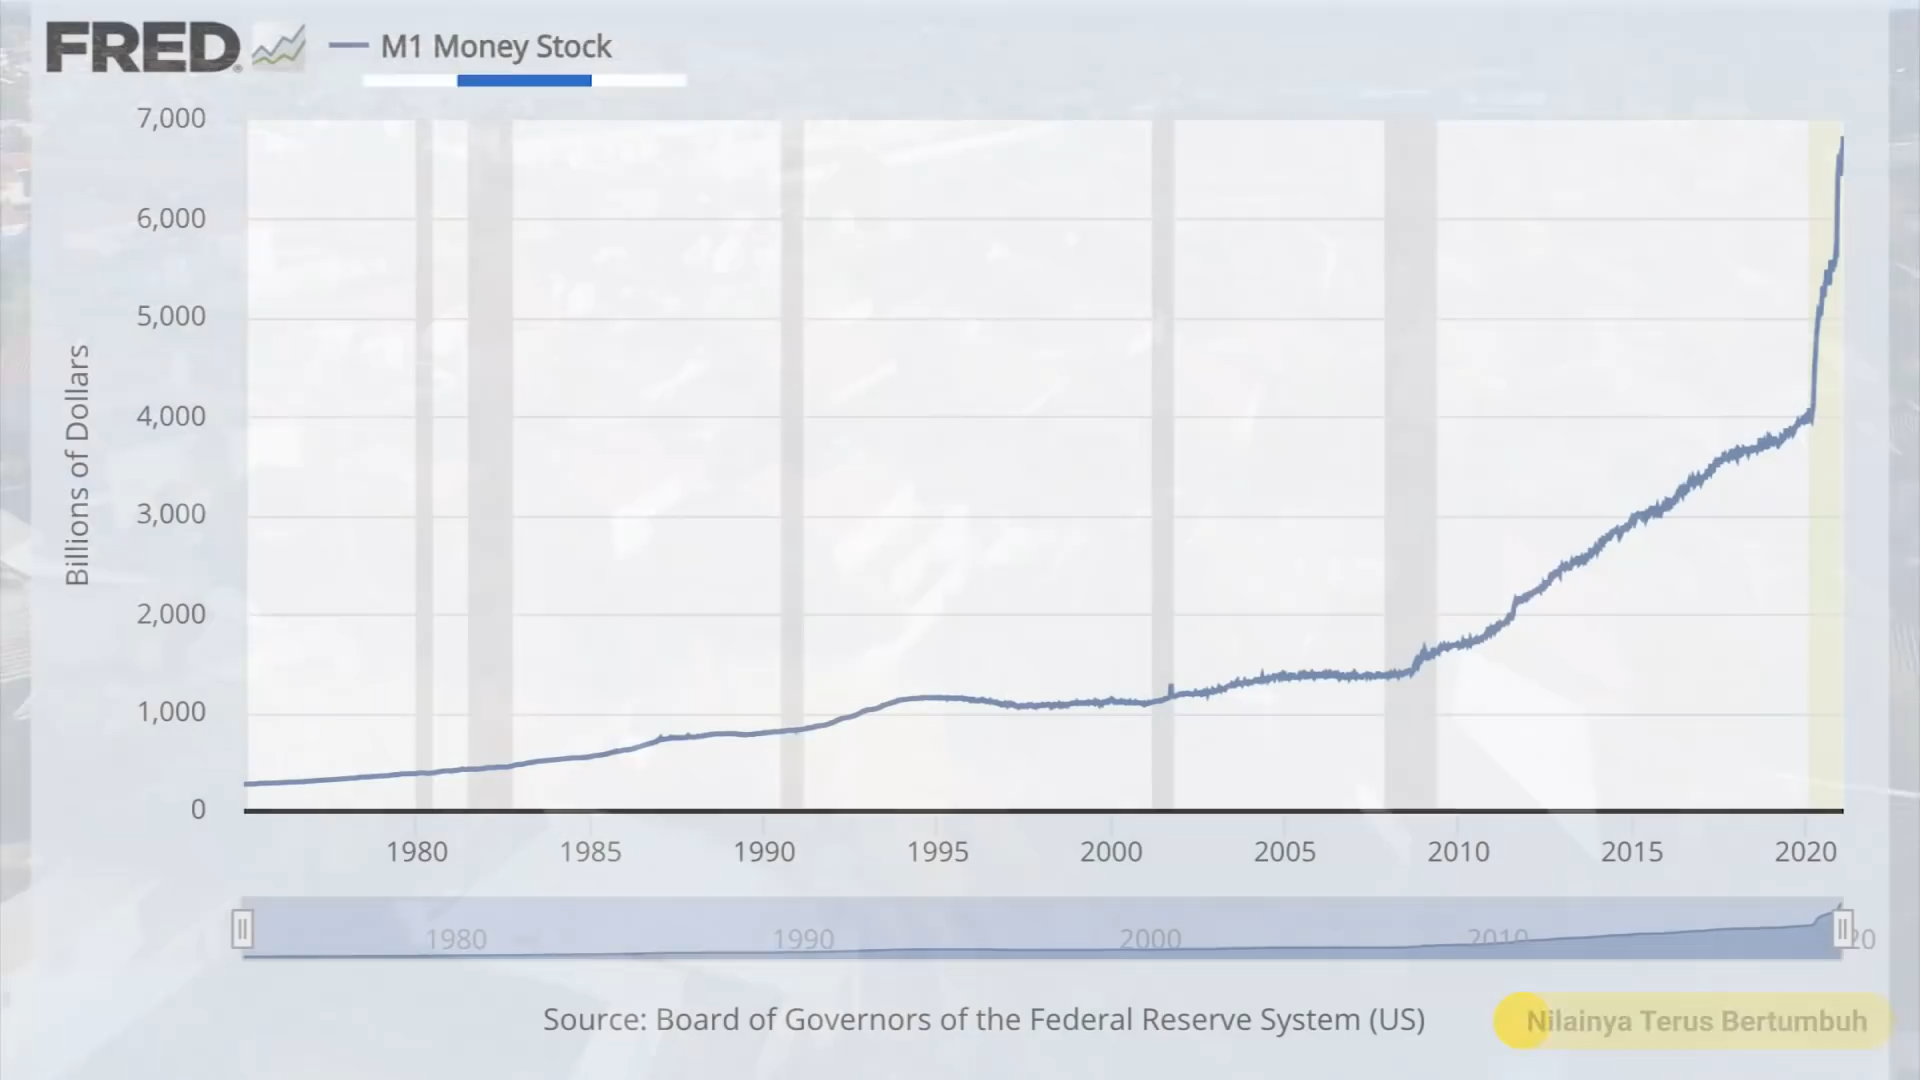 FRED
M1 Money Stock
7,000
6,000
5,000
4,000
3,000
2,000
1,000
0
Billions of Dollars
1980 1985 1990 1995 2000 2005 2010 2015 2020
1980 1990 2000 2010 20
Source: Board of Governors of the Federal Reserve System (US)
Nilainya Terus Bertumbuh